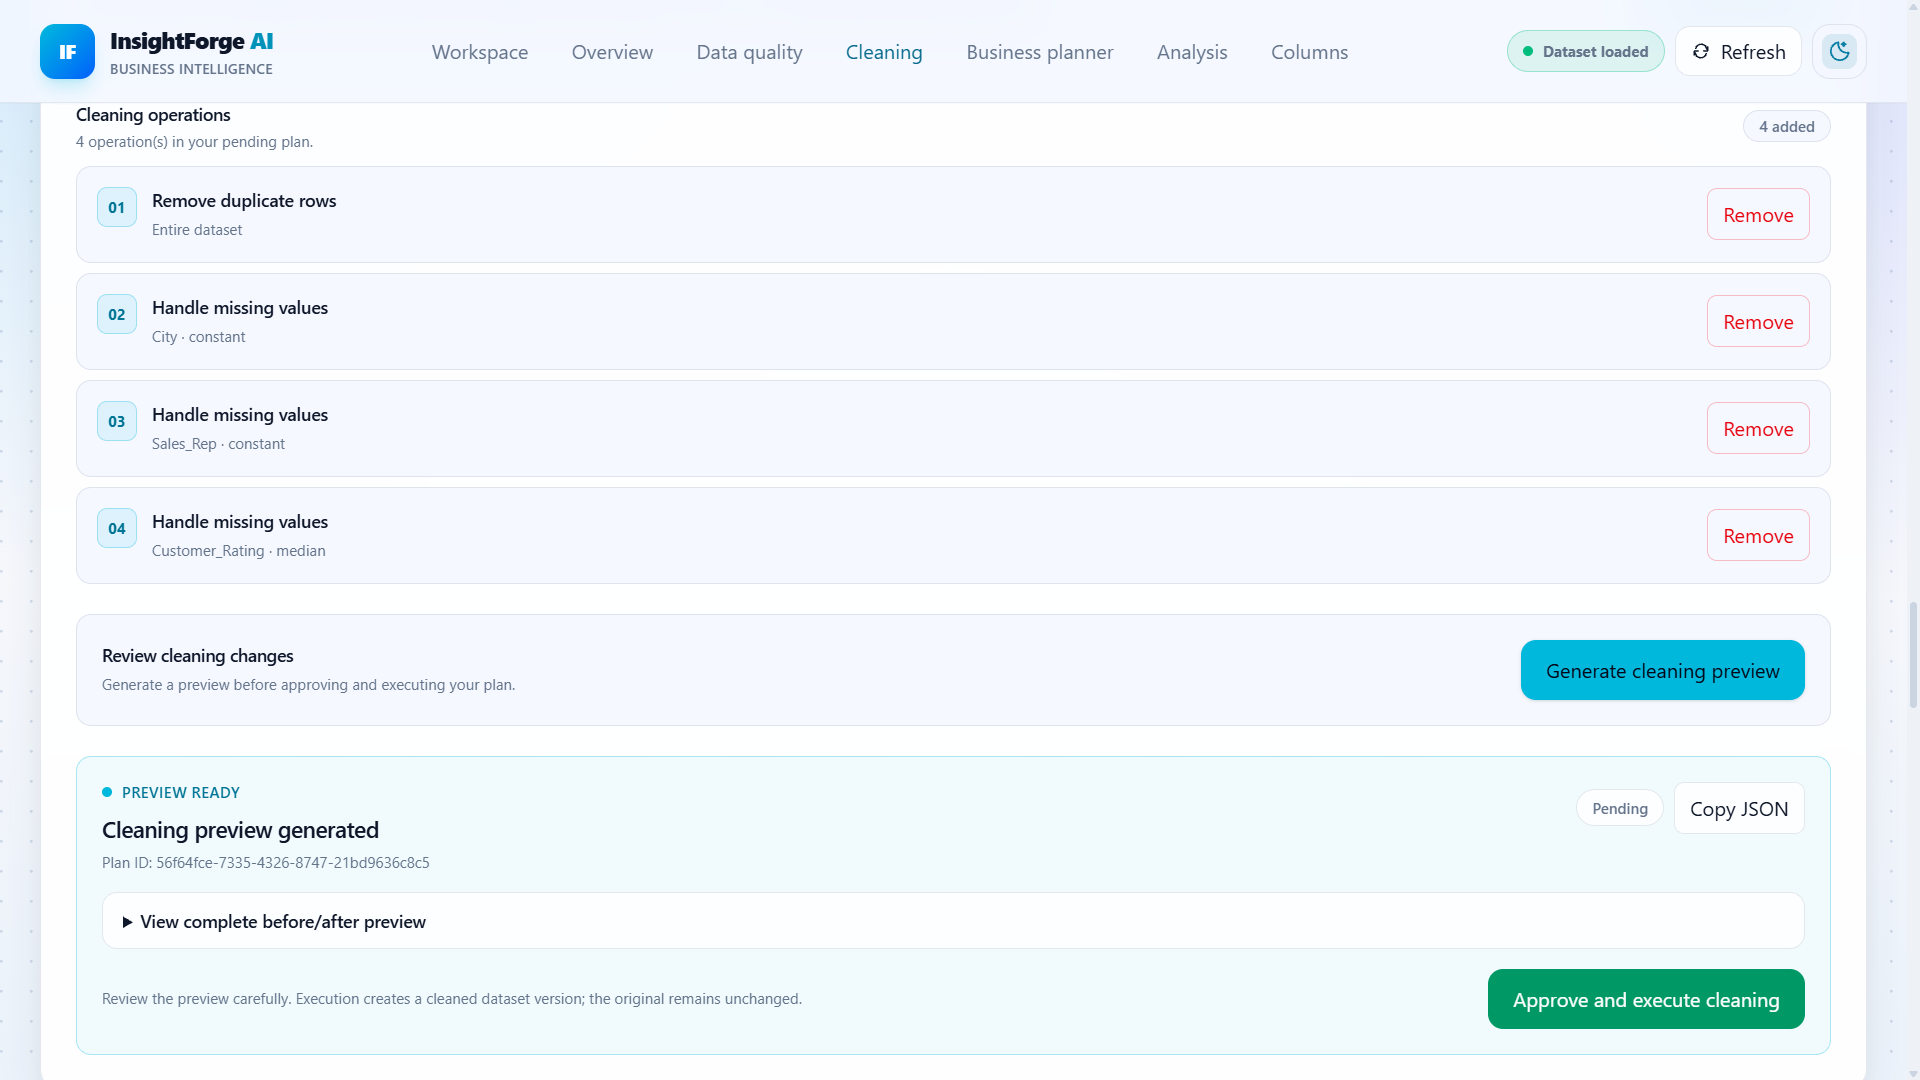 IF
InsightForge AI
BUSINESS INTELLIGENCE
Workspace
Overview
Data quality
Cleaning
Business planner
Analysis
Columns
Dataset loaded
Refresh
Cleaning operations
4 operation(s) in your pending plan.
4 added
01
Remove duplicate rows
Entire dataset
Remove
02
Handle missing values
City · constant
Remove
03
Handle missing values
Sales_Rep · constant
Remove
04
Handle missing values
Customer_Rating · median
Remove
Review cleaning changes
Generate a preview before approving and executing your plan.
Generate cleaning preview
PREVIEW READY
Cleaning preview generated
Plan ID: 56f64fce-7335-4326-8747-21bd9636c8c5
Pending
Copy JSON
View complete before/after preview
Review the preview carefully. Execution creates a cleaned dataset version; the original remains unchanged.
Approve and execute cleaning